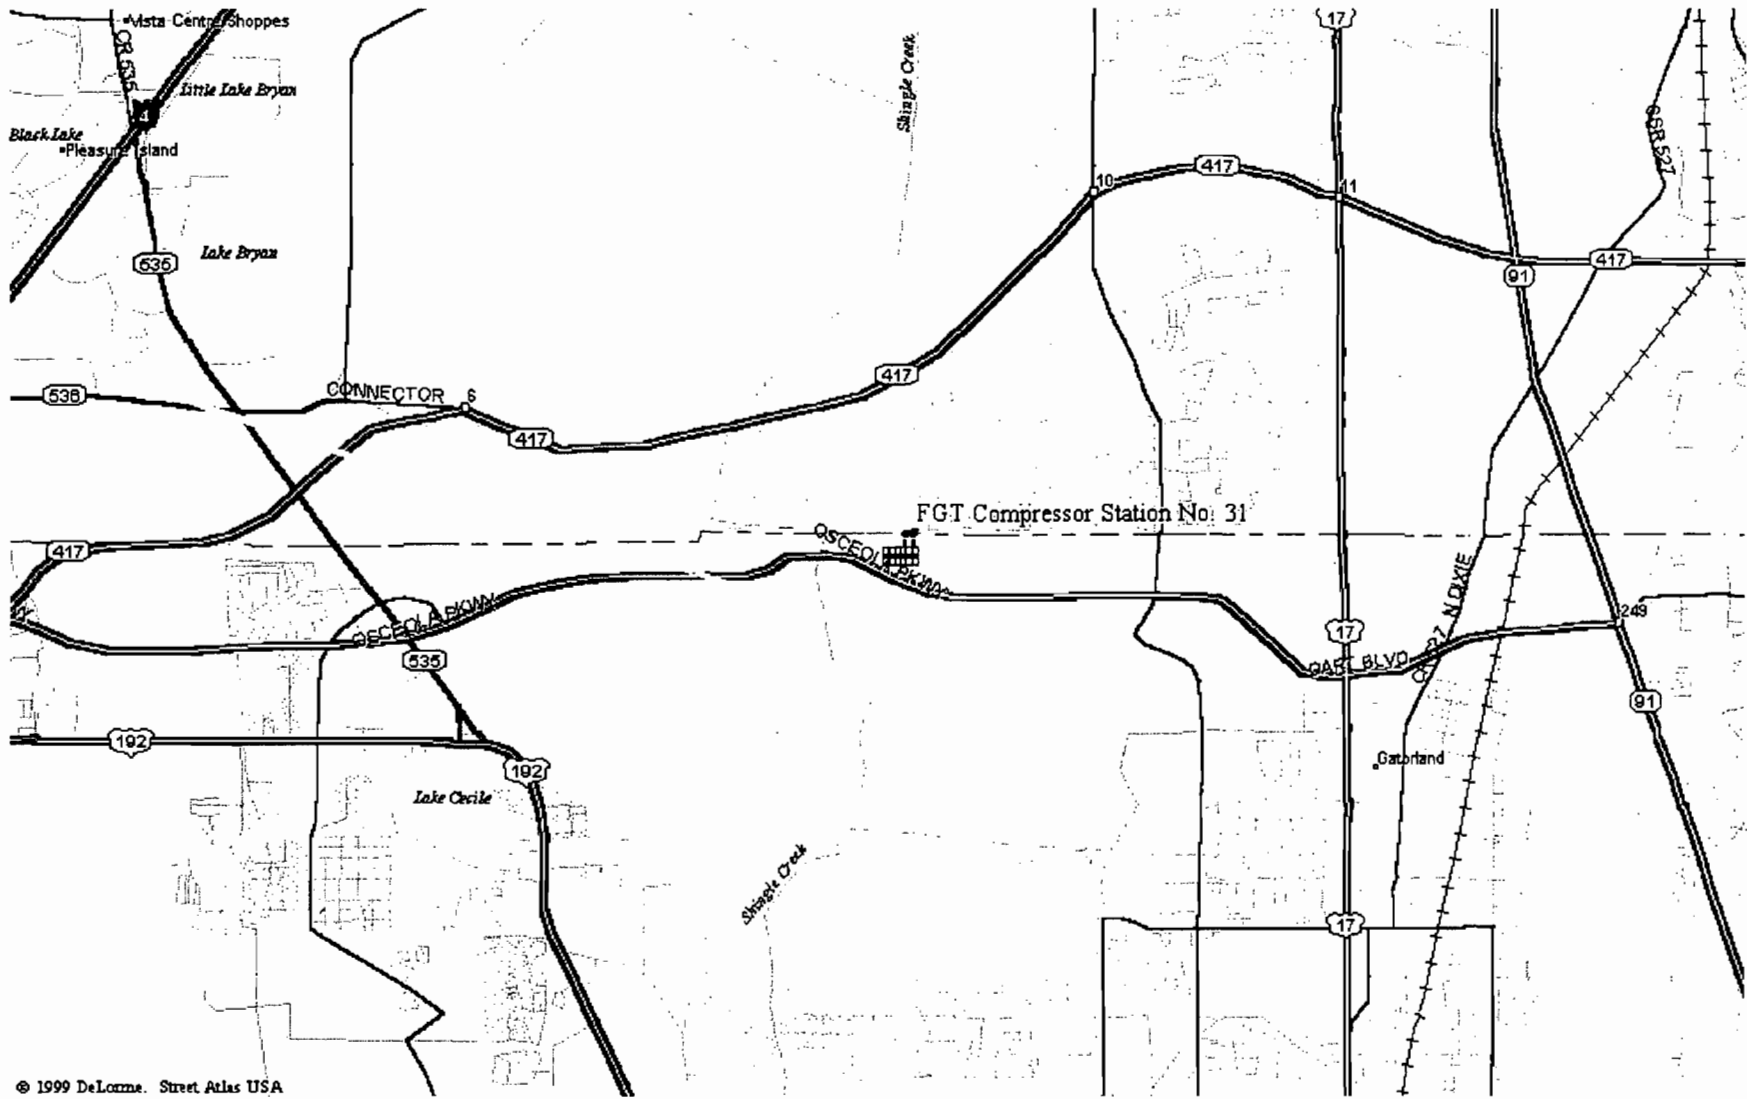 Vista Centre Shoppes
17
CR 535
Shingle Creek
Little Lake Bryan
4
Black Lake
Pleasure Island
CSR 527
417
10
11
Lake Bryan
535
417
91
417
536
CONNECTOR
6
417
FGT Compressor Station No. 31
OSCEOLA PKWY
417
N DIXIE
OSCEOLA PKWY
249
17
535
BLVD
91
192
Gatorland
192
Lake Cecile
Shingle Creek
17
© 1999 DeLorme. Street Atlas USA